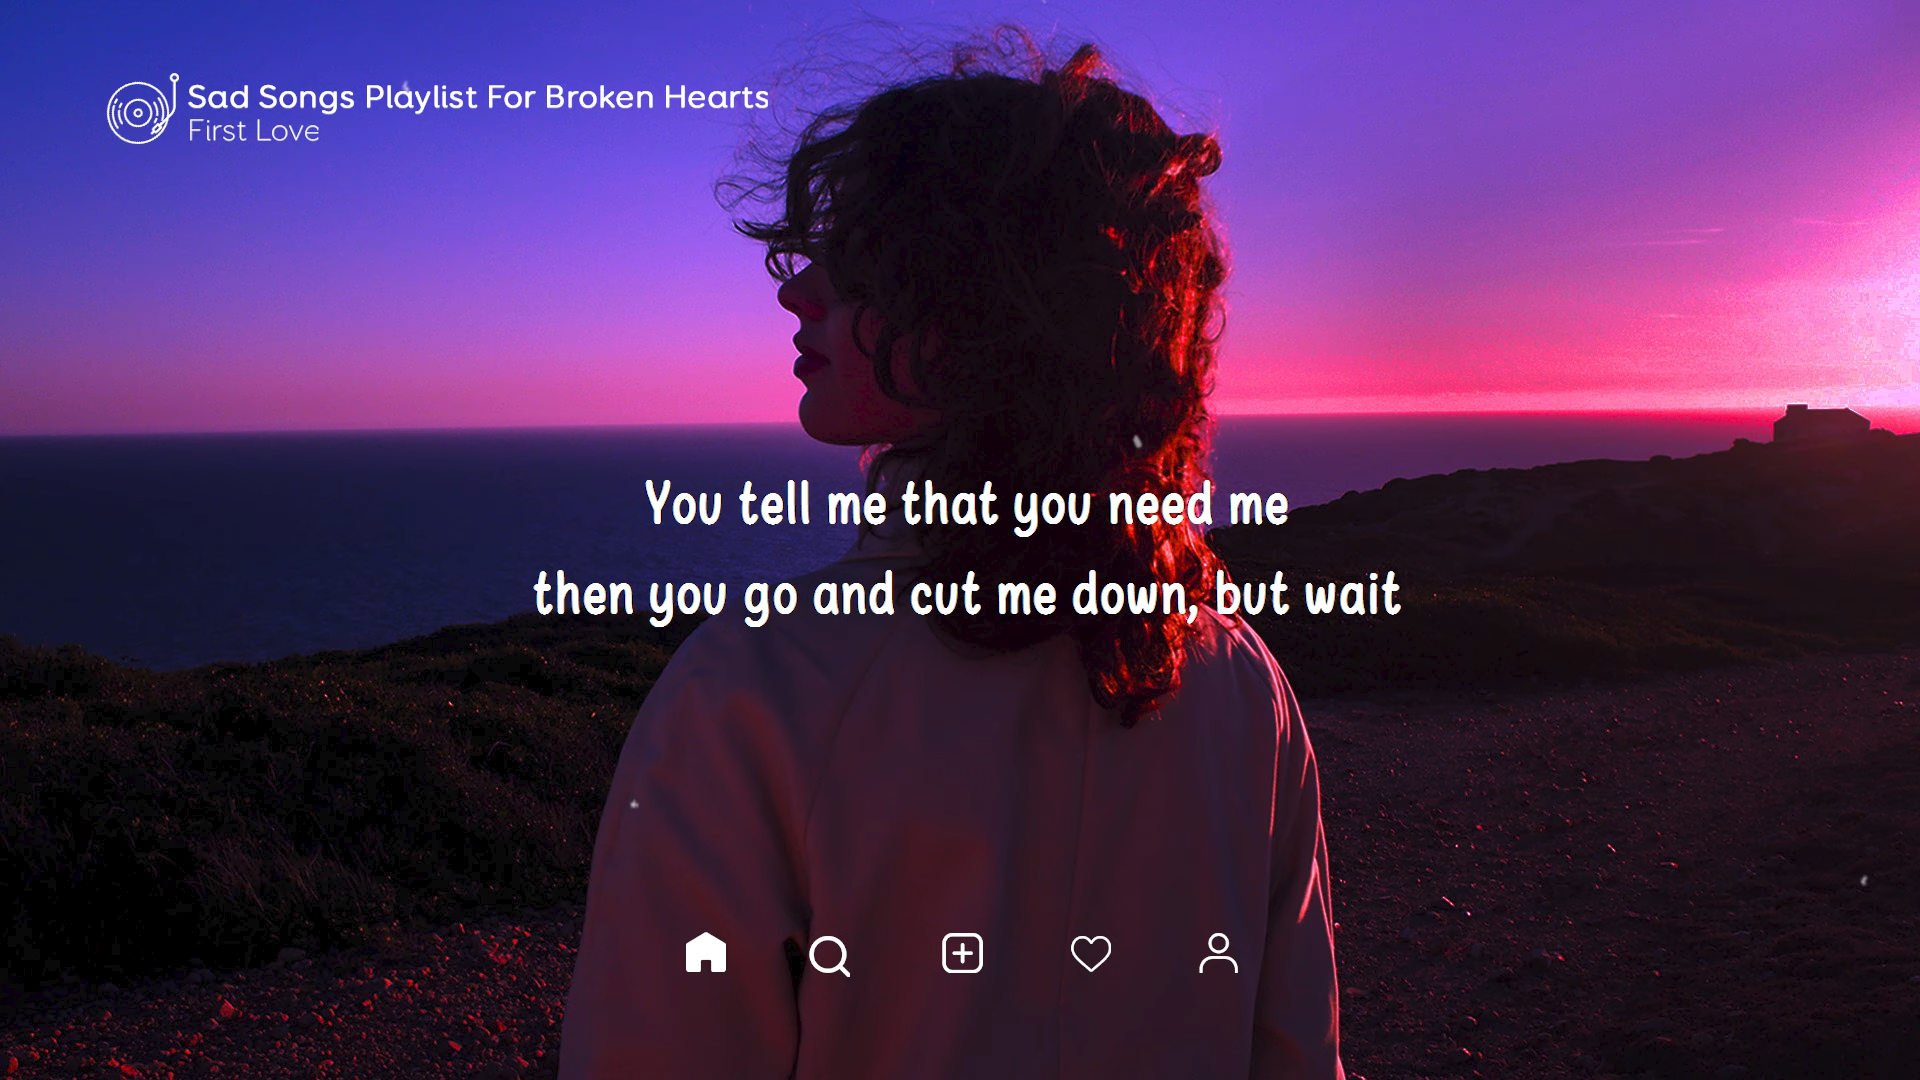 Sad Songs Playlist For Broken Hearts
First Love
You tell me that you need me
then you go and cut me down, but wait